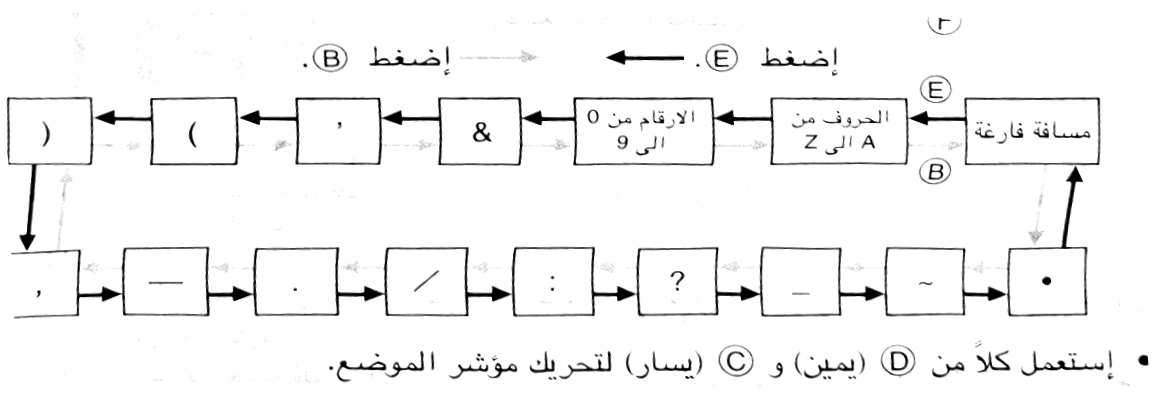 إضغط Ⓔ. إضغط Ⓑ.
Ⓔ
مسافة فارغة الحروف من A الى Z الارقام من 0 الى 9 & ’ ( )
Ⓑ
, — . / : ? _ ~ •
• إستعمل كلاً من Ⓓ (يمين) و Ⓒ (يسار) لتحريك مؤشر الموضع.